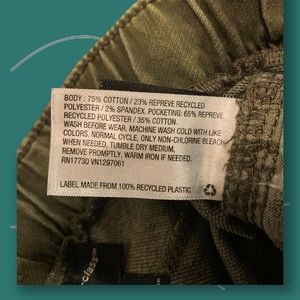 BODY : 75% COTTON / 23% REPREVE RECYCLED
POLYESTER / 2% SPANDEX. POCKETING: 65% REPREVE
RECYCLED POLYESTER / 35% COTTON.
WASH BEFORE WEAR, MACHINE WASH COLD WITH LIKE
COLORS, NORMAL CYCLE, ONLY NON-CHLORINE BLEACH
WHEN NEEDED, TUMBLE DRY MEDIUM,
REMOVE PROMPTLY, WARM IRON IF NEEDED.
RN17730 VN1297061
LABEL MADE FROM 100% RECYCLED PLASTIC